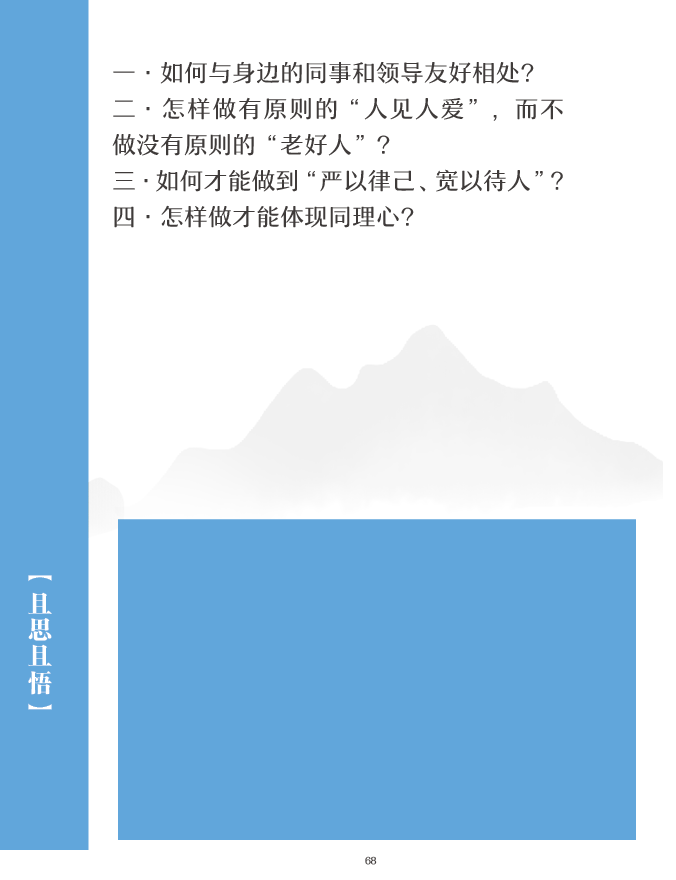 一·如何与身边的同事和领导友好相处?
二·怎样做有原则的“人见人爱”，而不
做没有原则的“老好人”?
三·如何才能做到“严以律己、宽以待人”?
四·怎样做才能体现同理心?
【且思且悟】
68